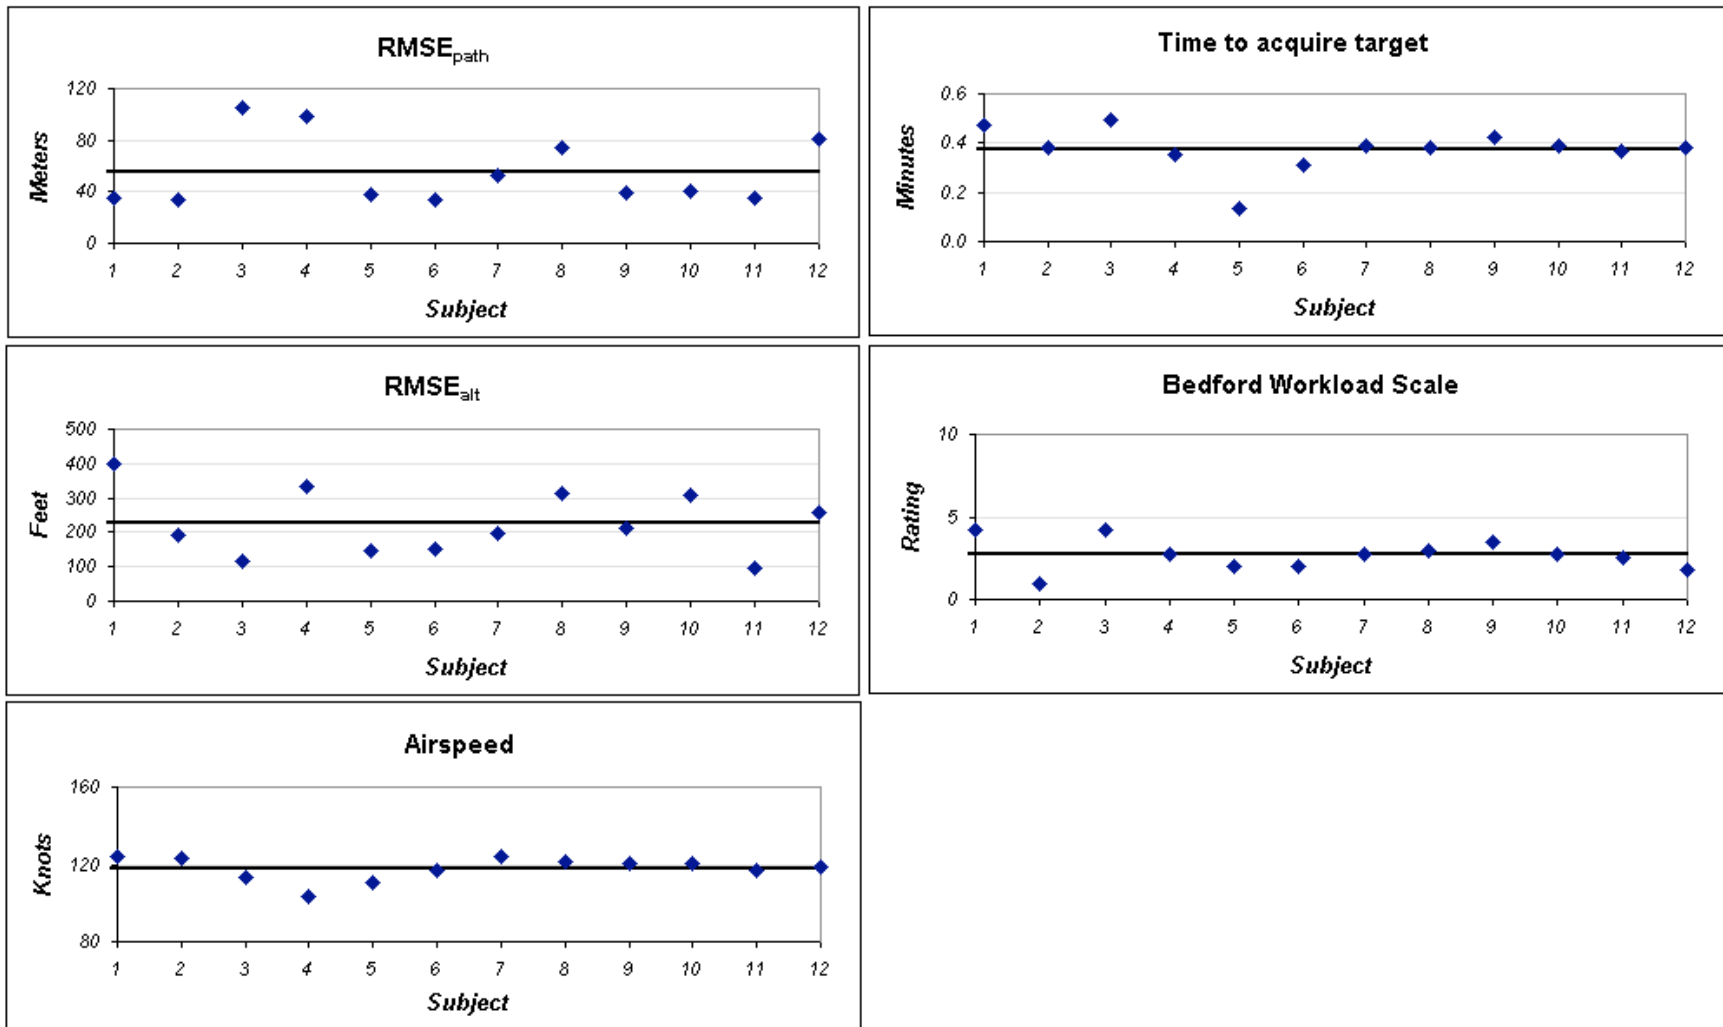 RMSEpath
120
80
40
0
Meters
1 2 3 4 5 6 7 8 9 10 11 12
Subject
Time to acquire target
0.6
0.4
0.2
0.0
Minutes
1 2 3 4 5 6 7 8 9 10 11 12
Subject
RMSEalt
500
400
300
200
100
0
Feet
1 2 3 4 5 6 7 8 9 10 11 12
Subject
Bedford Workload Scale
10
5
0
Rating
1 2 3 4 5 6 7 8 9 10 11 12
Subject
Airspeed
160
120
80
Knots
1 2 3 4 5 6 7 8 9 10 11 12
Subject